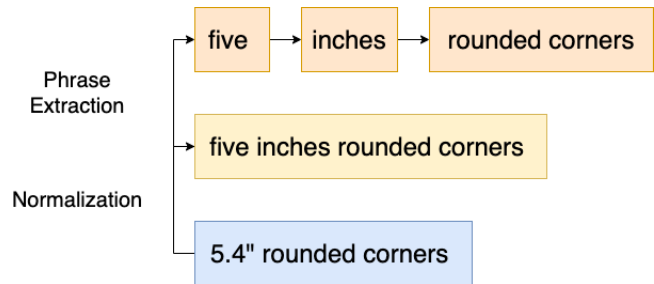 five inches rounded corners
Phrase
Extraction
five inches rounded corners
Normalization
5.4" rounded corners